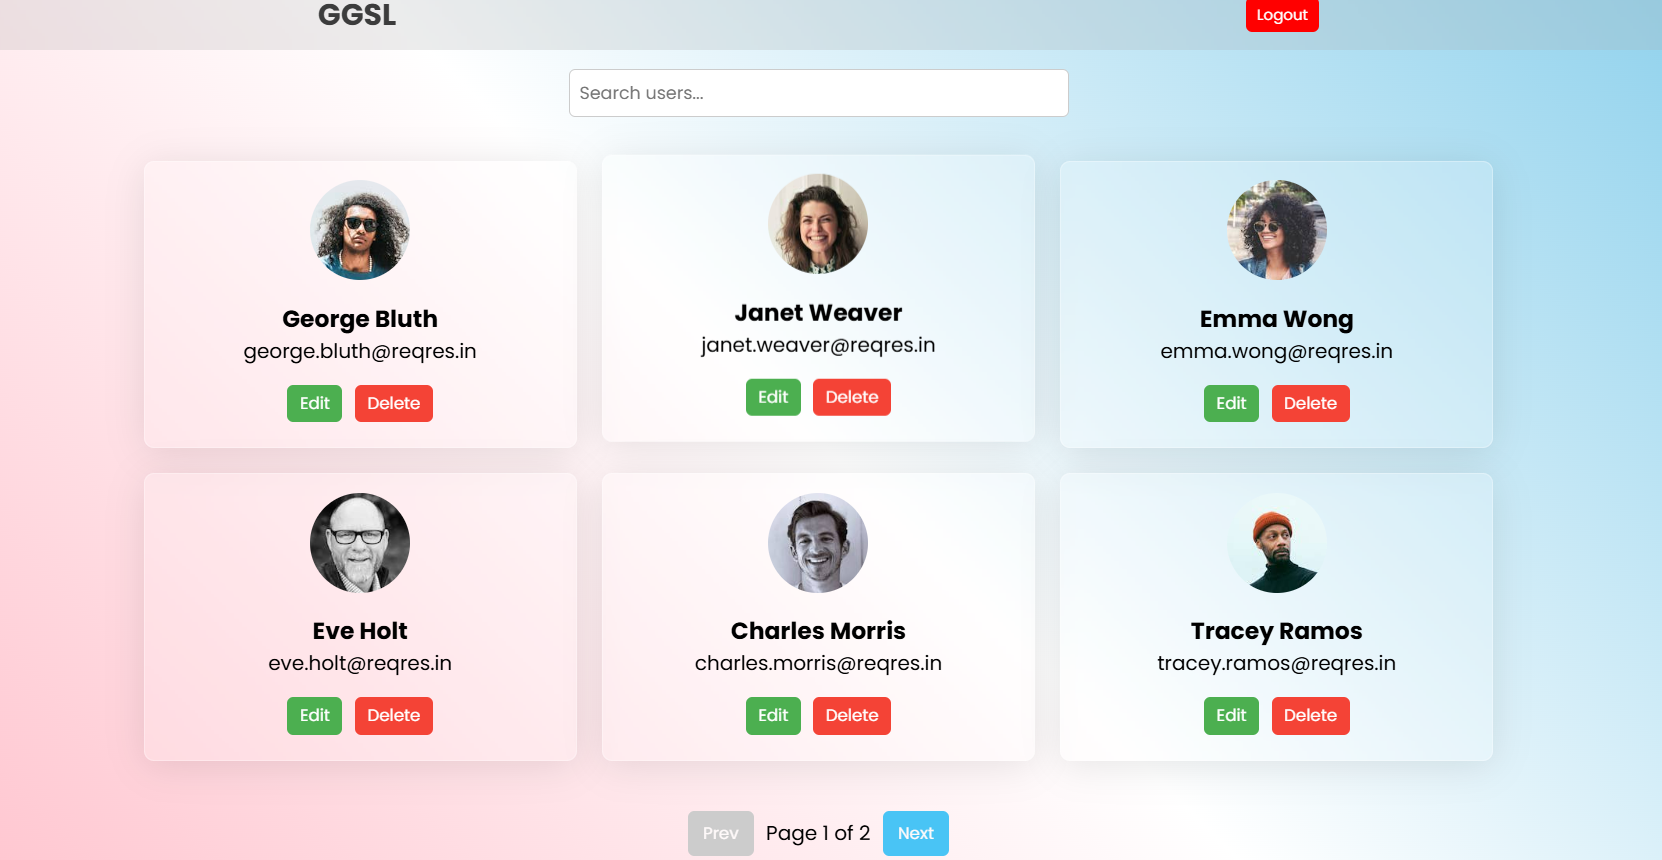 GGSL
Logout
Search users...
George Bluth
george.bluth@reqres.in
Edit Delete
Janet Weaver
janet.weaver@reqres.in
Edit Delete
Emma Wong
emma.wong@reqres.in
Edit Delete
Eve Holt
eve.holt@reqres.in
Edit Delete
Charles Morris
charles.morris@reqres.in
Edit Delete
Tracey Ramos
tracey.ramos@reqres.in
Edit Delete
Prev Page 1 of 2 Next